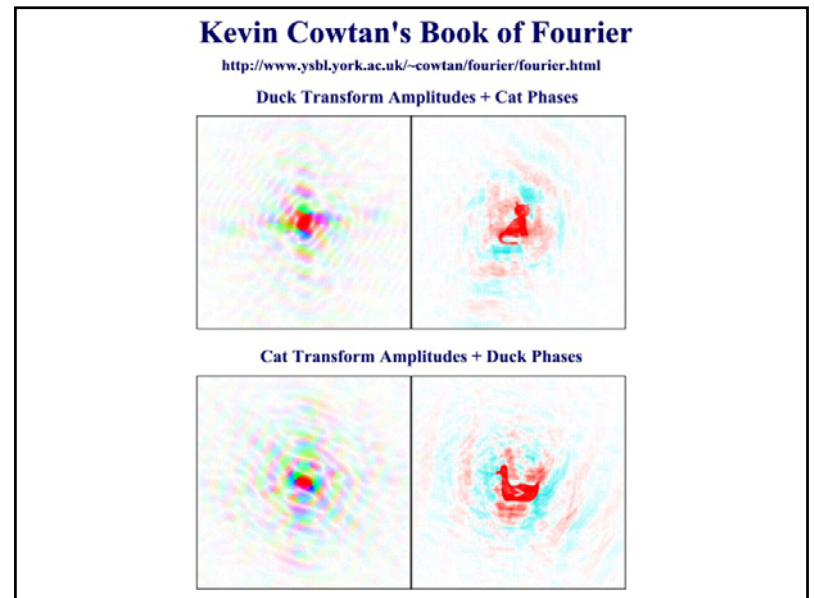 Kevin Cowtan's Book of Fourier
http://www.ysbl.york.ac.uk/~cowtan/fourier/fourier.html
Duck Transform Amplitudes + Cat Phases
Cat Transform Amplitudes + Duck Phases